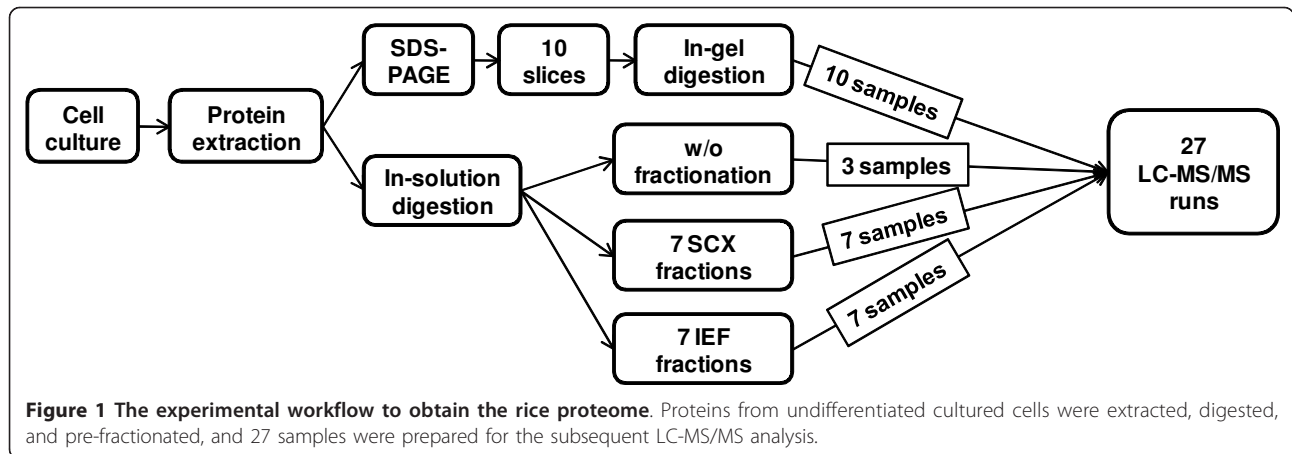 Cell
culture
Protein
extraction
SDS-
PAGE
10
slices
In-gel
digestion
10 samples
In-solution
digestion
w/o
fractionation
3 samples
7 SCX
fractions
7 samples
7 IEF
fractions
7 samples
27
LC-MS/MS
runs
Figure 1 The experimental workflow to obtain the rice proteome. Proteins from undifferentiated cultured cells were extracted, digested,
and pre-fractionated, and 27 samples were prepared for the subsequent LC-MS/MS analysis.